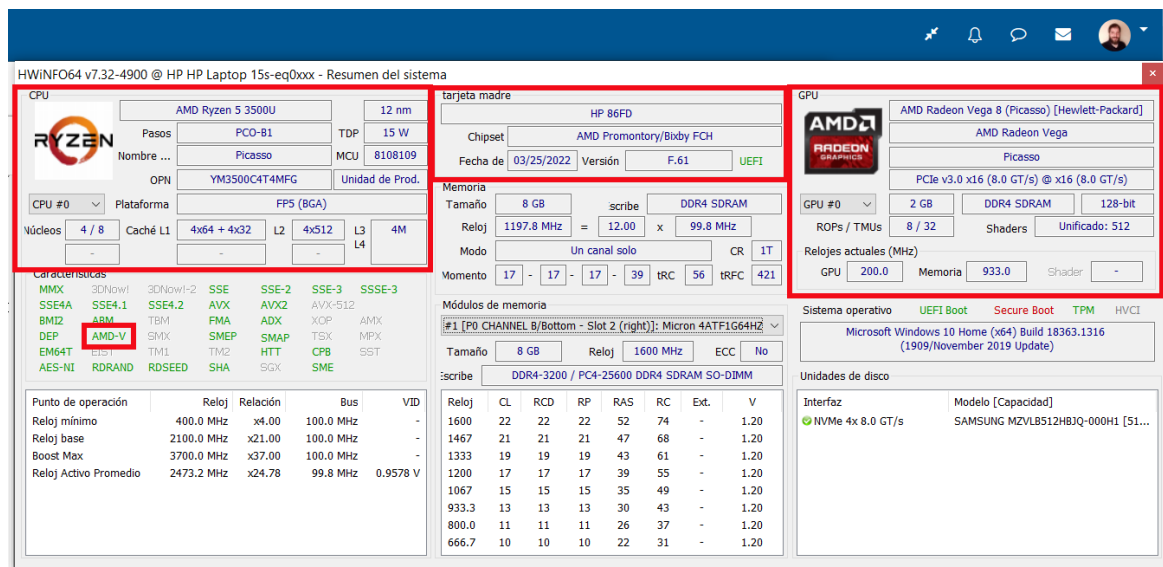 HWiNFO64 v7.32-4900 @ HP HP Laptop 15s-eq0xxx - Resumen del sistema
CPU
RYZEN
AMD Ryzen 5 3500U 12 nm
Pasos PCO-B1 TDP 15 W
Nombre ... Picasso MCU 8108109
OPN YM3500C4T4MFG Unidad de Prod.
CPU #0 Plataforma FP5 (BGA)
Núcleos 4 / 8 Caché L1 4x64 + 4x32 L2 4x512 L3 4M
- - - L4
Características
MMX 3DNow! 3DNow!-2 SSE SSE-2 SSE-3 SSSE-3
SSE4A SSE4.1 SSE4.2 AVX AVX2 AVX-512
BMI2 ABM TBM FMA ADX XOP AMX
DEP AMD-V SMX SMEP SMAP TSX MPX
EM64T EIST TM1 TM2 HTT CPB SST
AES-NI RDRAND RDSEED SHA SGX SME
Punto de operación Reloj Relación Bus VID
Reloj mínimo 400.0 MHz x4.00 100.0 MHz -
Reloj base 2100.0 MHz x21.00 100.0 MHz -
Boost Max 3700.0 MHz x37.00 100.0 MHz -
Reloj Activo Promedio 2473.2 MHz x24.78 99.8 MHz 0.9578 V
tarjeta madre
HP 86FD
Chipset AMD Promontory/Bixby FCH
Fecha de 03/25/2022 Versión F.61 UEFI
Memoria
Tamaño 8 GB scribe DDR4 SDRAM
Reloj 1197.8 MHz = 12.00 x 99.8 MHz
Modo Un canal solo CR 1T
Momento 17 - 17 - 17 - 39 tRC 56 tRFC 421
Módulos de memoria
#1 [P0 CHANNEL B/Bottom - Slot 2 (right)]: Micron 4ATF1G64HZ
Tamaño 8 GB Reloj 1600 MHz ECC No
Escribe DDR4-3200 / PC4-25600 DDR4 SDRAM SO-DIMM
Reloj CL RCD RP RAS RC Ext. V
1600 22 22 22 52 74 - 1.20
1467 21 21 21 47 68 - 1.20
1333 19 19 19 43 61 - 1.20
1200 17 17 17 39 55 - 1.20
1067 15 15 15 35 49 - 1.20
933.3 13 13 13 30 43 - 1.20
800.0 11 11 11 26 37 - 1.20
666.7 10 10 10 22 31 - 1.20
GPU
AMD
RADEON
GRAPHICS
AMD Radeon Vega 8 (Picasso) [Hewlett-Packard]
AMD Radeon Vega
Picasso
PCIe v3.0 x16 (8.0 GT/s) @ x16 (8.0 GT/s)
GPU #0 2 GB DDR4 SDRAM 128-bit
ROPs / TMUs 8 / 32 Shaders Unificado: 512
Relojes actuales (MHz)
GPU 200.0 Memoria 933.0 Shader -
Sistema operativo UEFI Boot Secure Boot TPM HVCI
Microsoft Windows 10 Home (x64) Build 18363.1316
(1909/November 2019 Update)
Unidades de disco
Interfaz Modelo [Capacidad]
NVMe 4x 8.0 GT/s SAMSUNG MZVLB512HBJQ-000H1 [51...